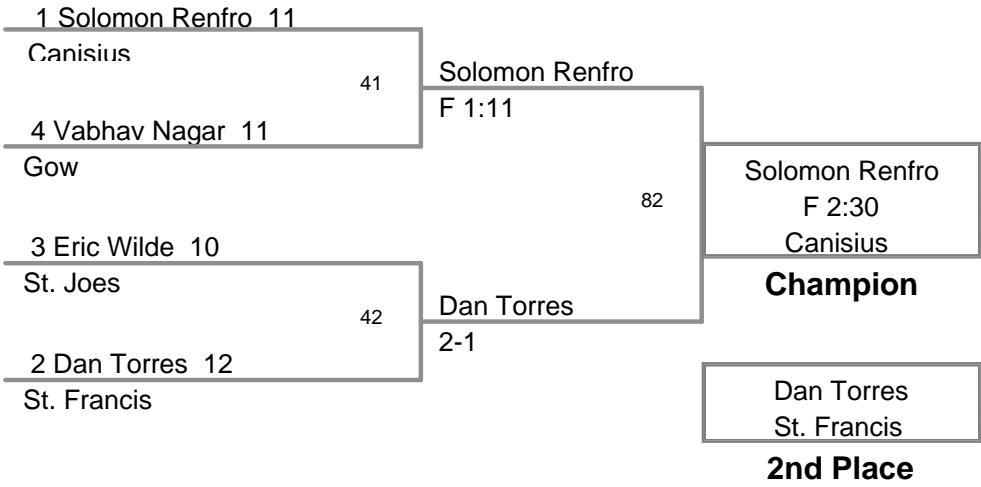 1 Solomon Renfro 11
Canisius
41
Solomon Renfro
F 1:11
4 Vabhav Nagar 11
Gow
82
Solomon Renfro
F 2:30
Canisius
Champion
3 Eric Wilde 10
St. Joes
42
Dan Torres
2-1
2 Dan Torres 12
St. Francis
Dan Torres
St. Francis
2nd Place